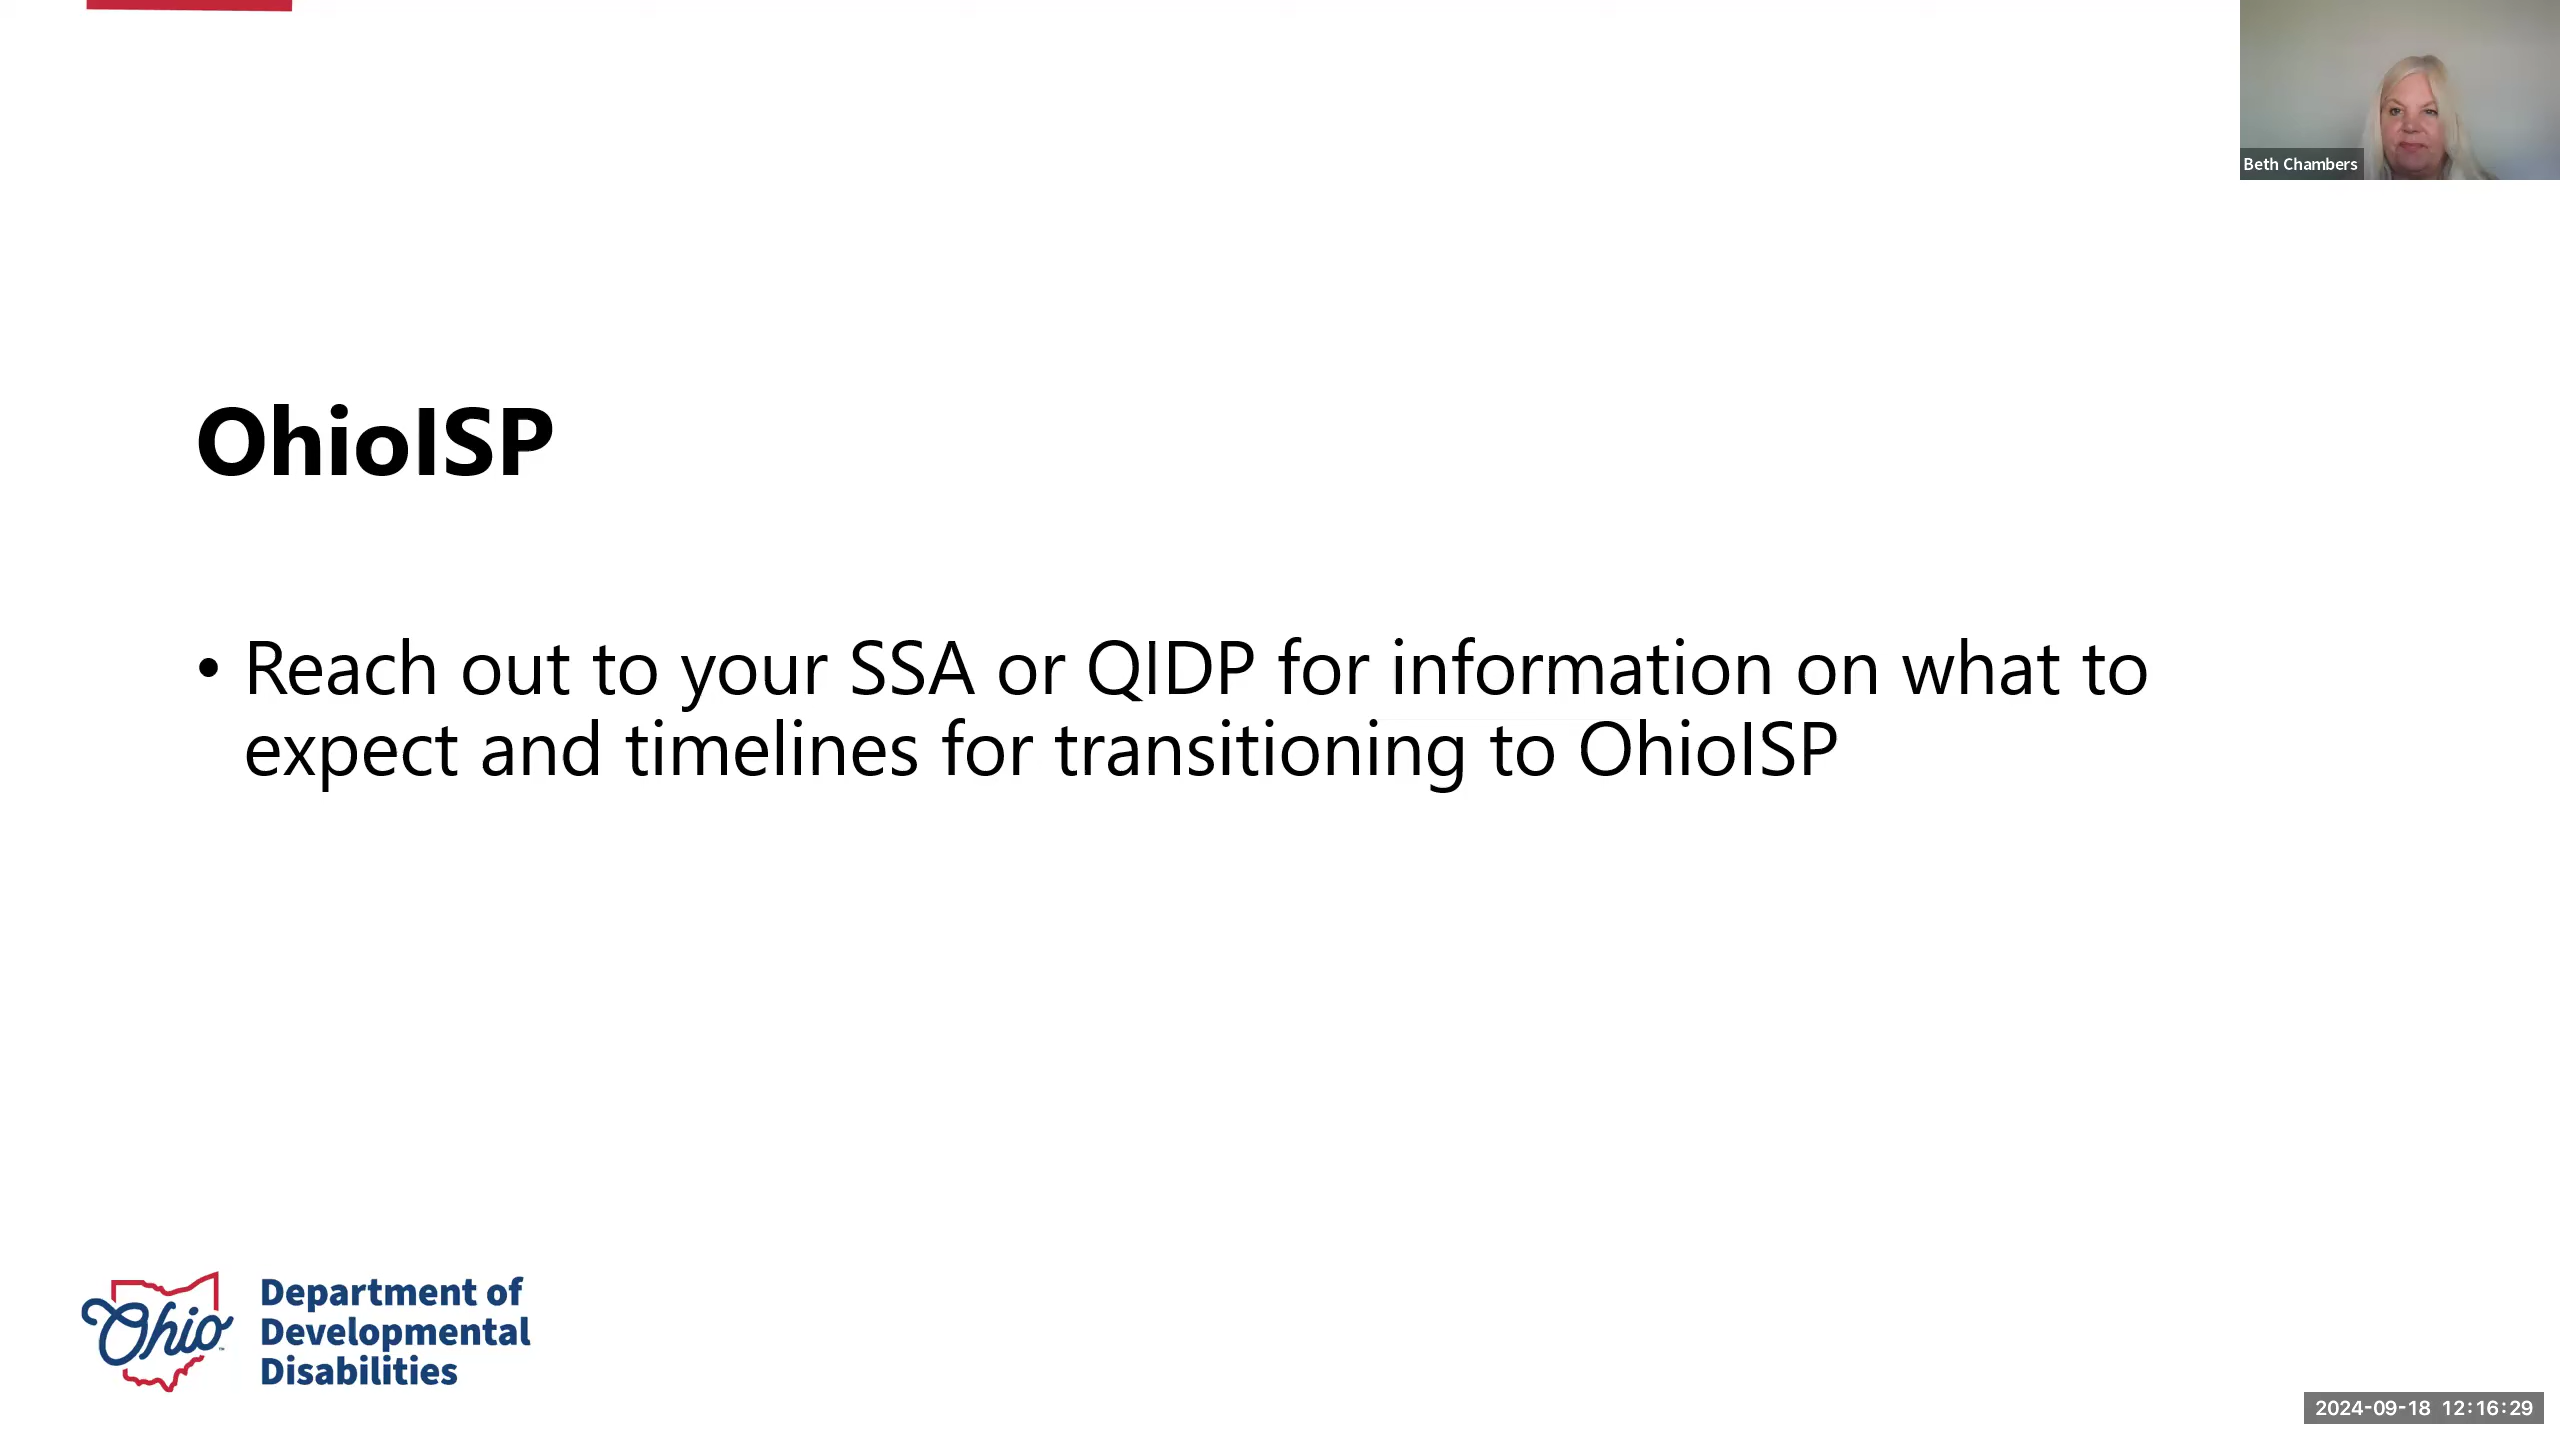 Beth Chambers
OhioISP
• Reach out to your SSA or QIDP for information on what to
expect and timelines for transitioning to OhioISP
Ohio
Department of
Developmental
Disabilities
2024-09-18 12:16:29